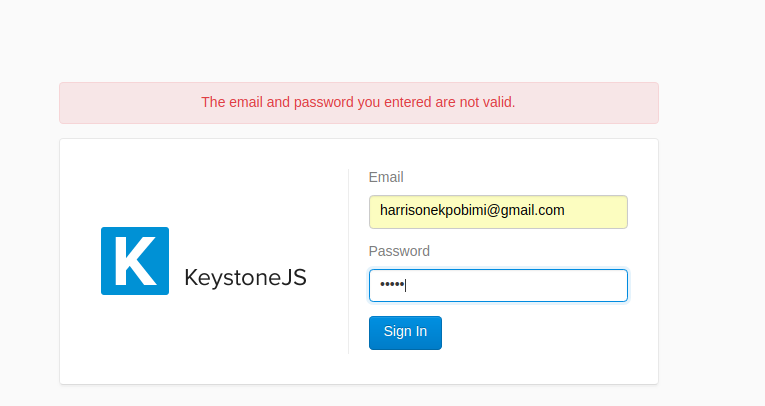 The email and password you entered are not valid.
Email
harrisonekpobimi@gmail.com
Password
•••••
K KeystoneJS
Sign In